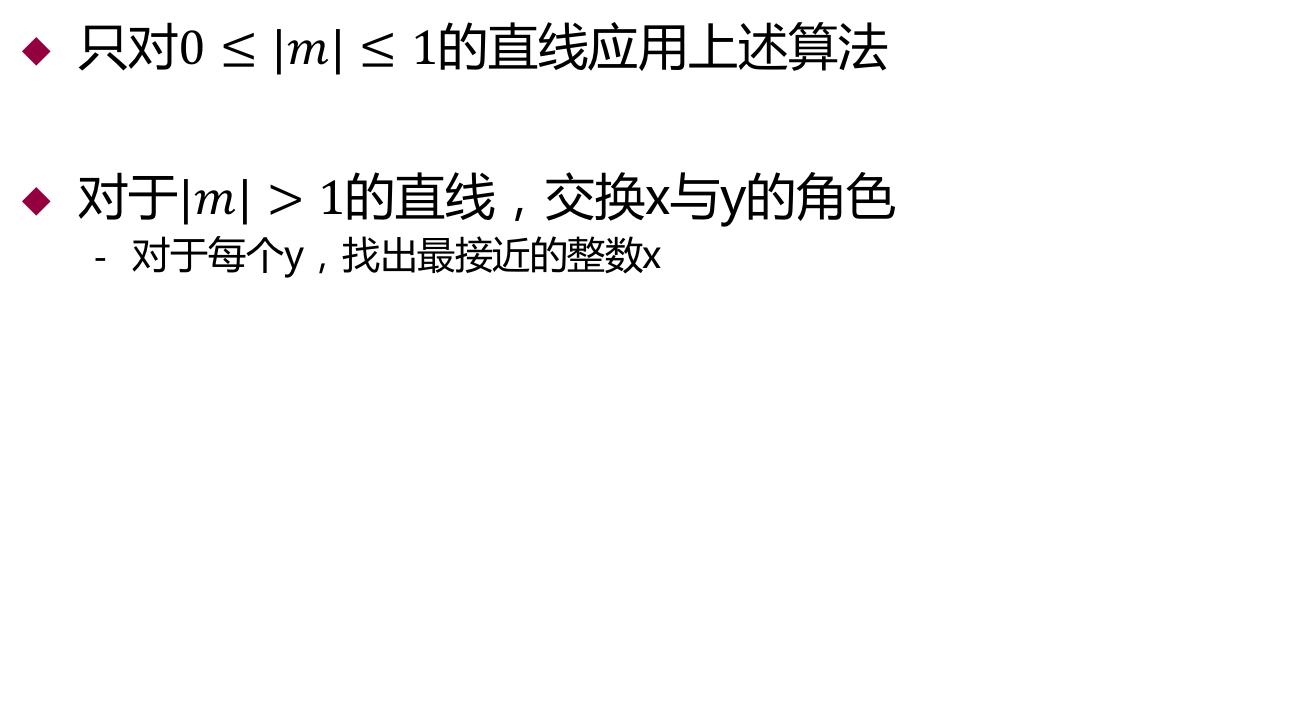 ◆ 只对0 ≤ |m| ≤ 1的直线应用上述算法
◆ 对于|m| > 1的直线，交换x与y的角色
- 对于每个y，找出最接近的整数x